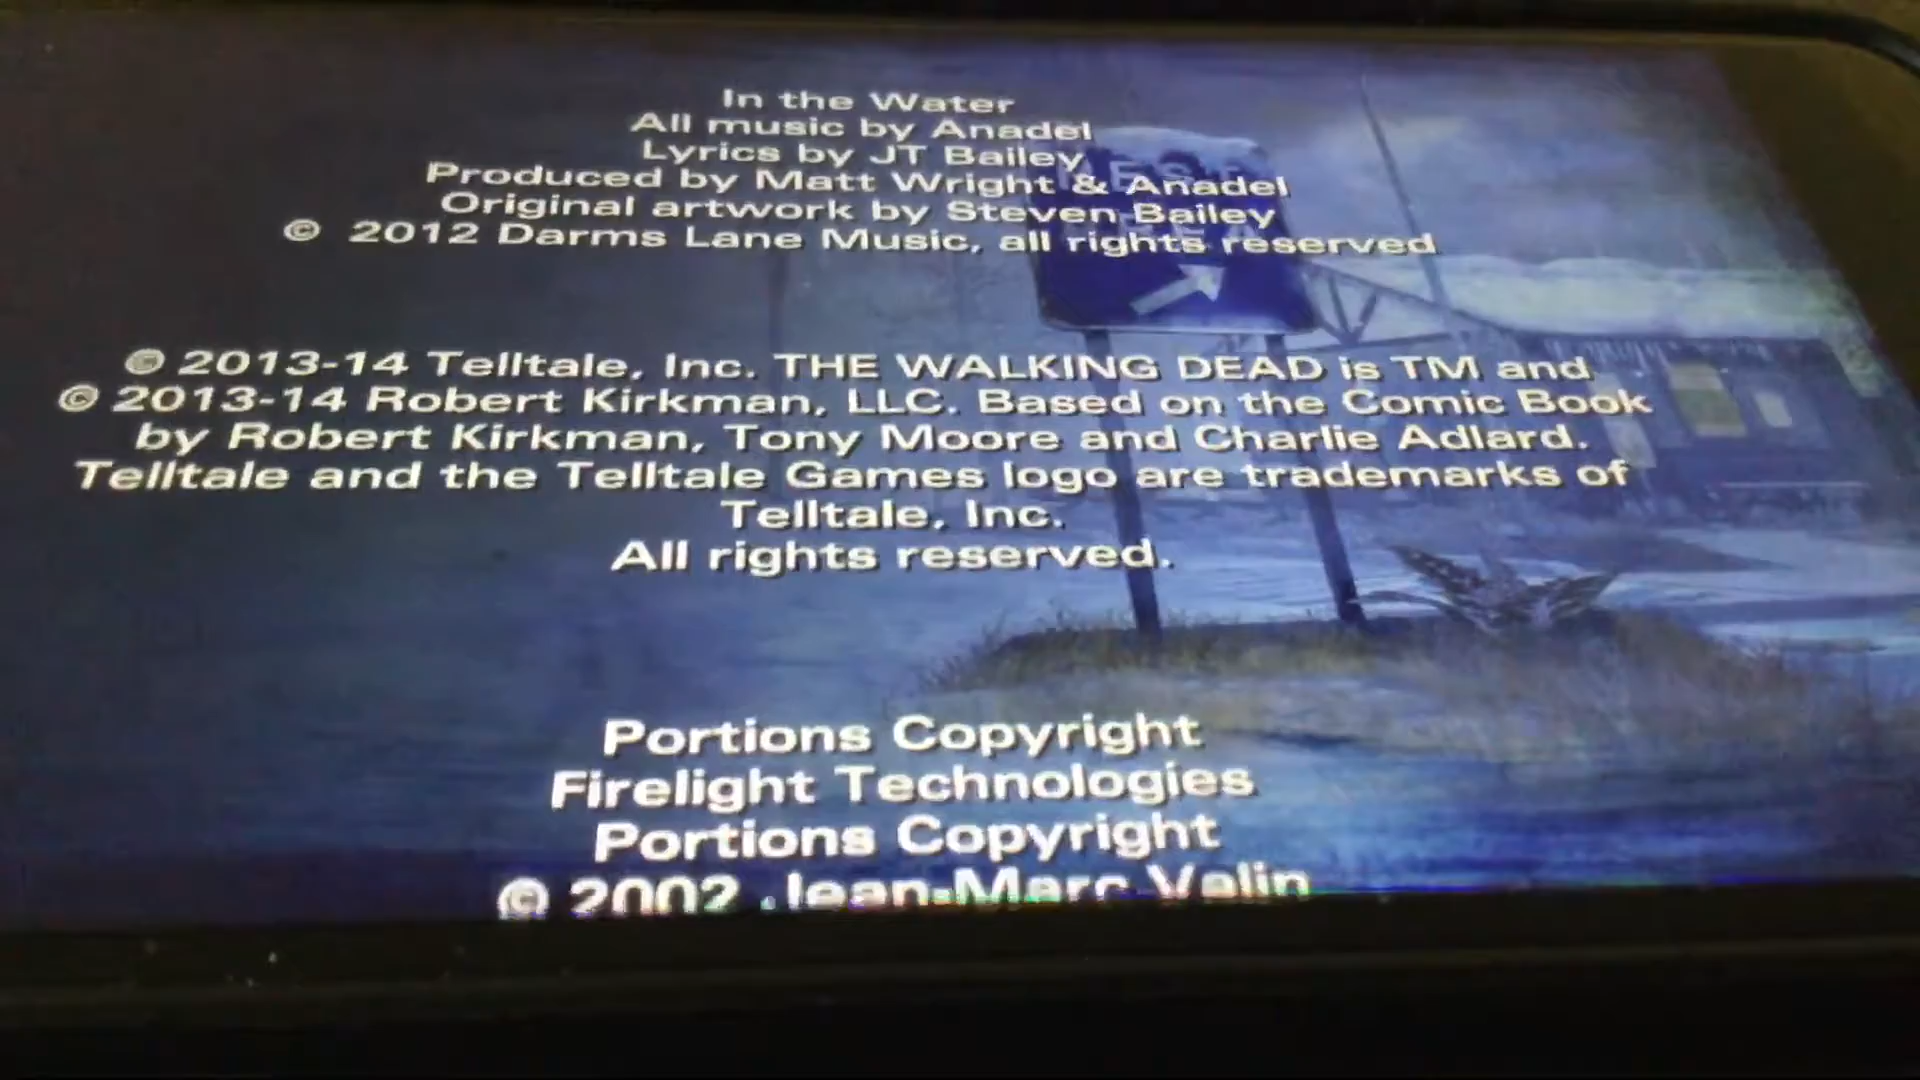 In the Water
All music by Anadel
Lyrics by JT Bailey
Produced by Matt Wright & Anadel
Original artwork by Steven Bailey
© 2012 Darms Lane Music, all rights reserved
REST
AREA
© 2013-14 Telltale, Inc. THE WALKING DEAD is TM and
© 2013-14 Robert Kirkman, LLC. Based on the Comic Book
by Robert Kirkman, Tony Moore and Charlie Adlard.
Telltale and the Telltale Games logo are trademarks of
Telltale, Inc.
All rights reserved.
Portions Copyright
Firelight Technologies
Portions Copyright
© 2002 Jean-Marc Valin